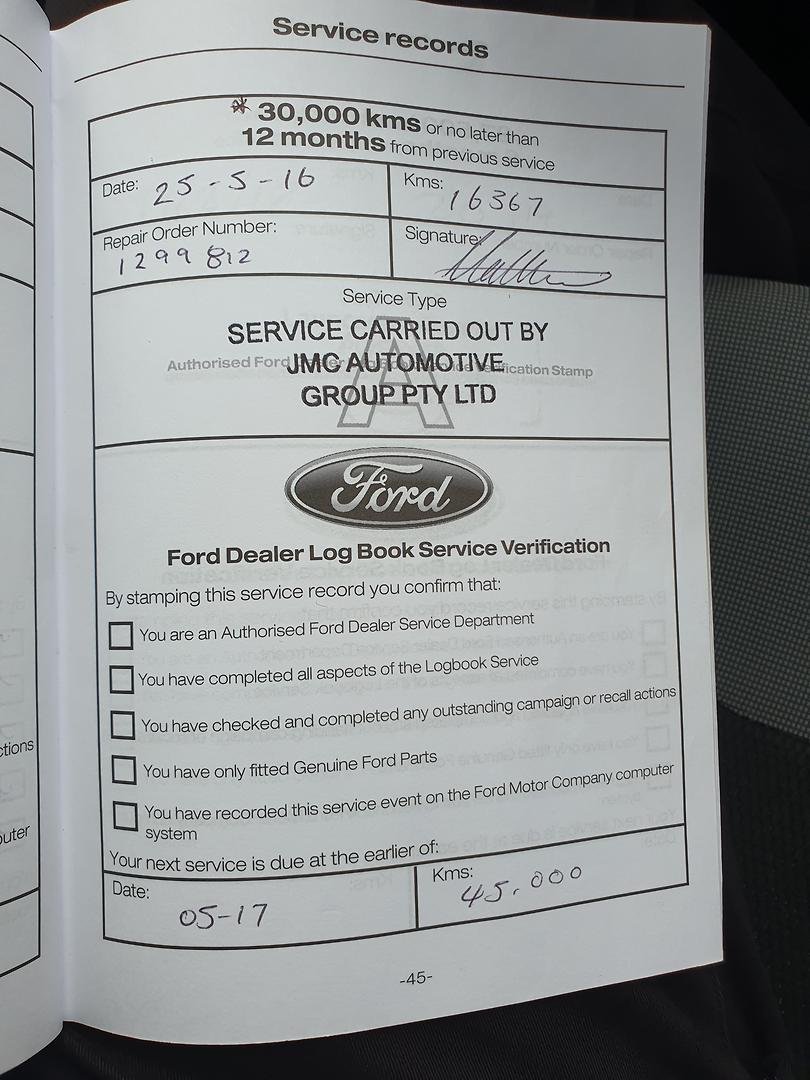 Service records
* 30,000 kms or no later than
12 months from previous service
Date: 25-5-16
Kms: 16367
Repair Order Number:
1299812
Signature:
Service Type
A
SERVICE CARRIED OUT BY
Authorised Ford Verification Stamp
JMC AUTOMOTIVE
GROUP PTY LTD
Ford
Ford Dealer Log Book Service Verification
By stamping this service record you confirm that:
You are an Authorised Ford Dealer Service Department
You have completed all aspects of the Logbook Service
You have checked and completed any outstanding campaign or recall actions
You have only fitted Genuine Ford Parts
You have recorded this service event on the Ford Motor Company computer
system
Your next service is due at the earlier of:
Date: 05-17
Kms: 45.000
-45-
ctions
outer